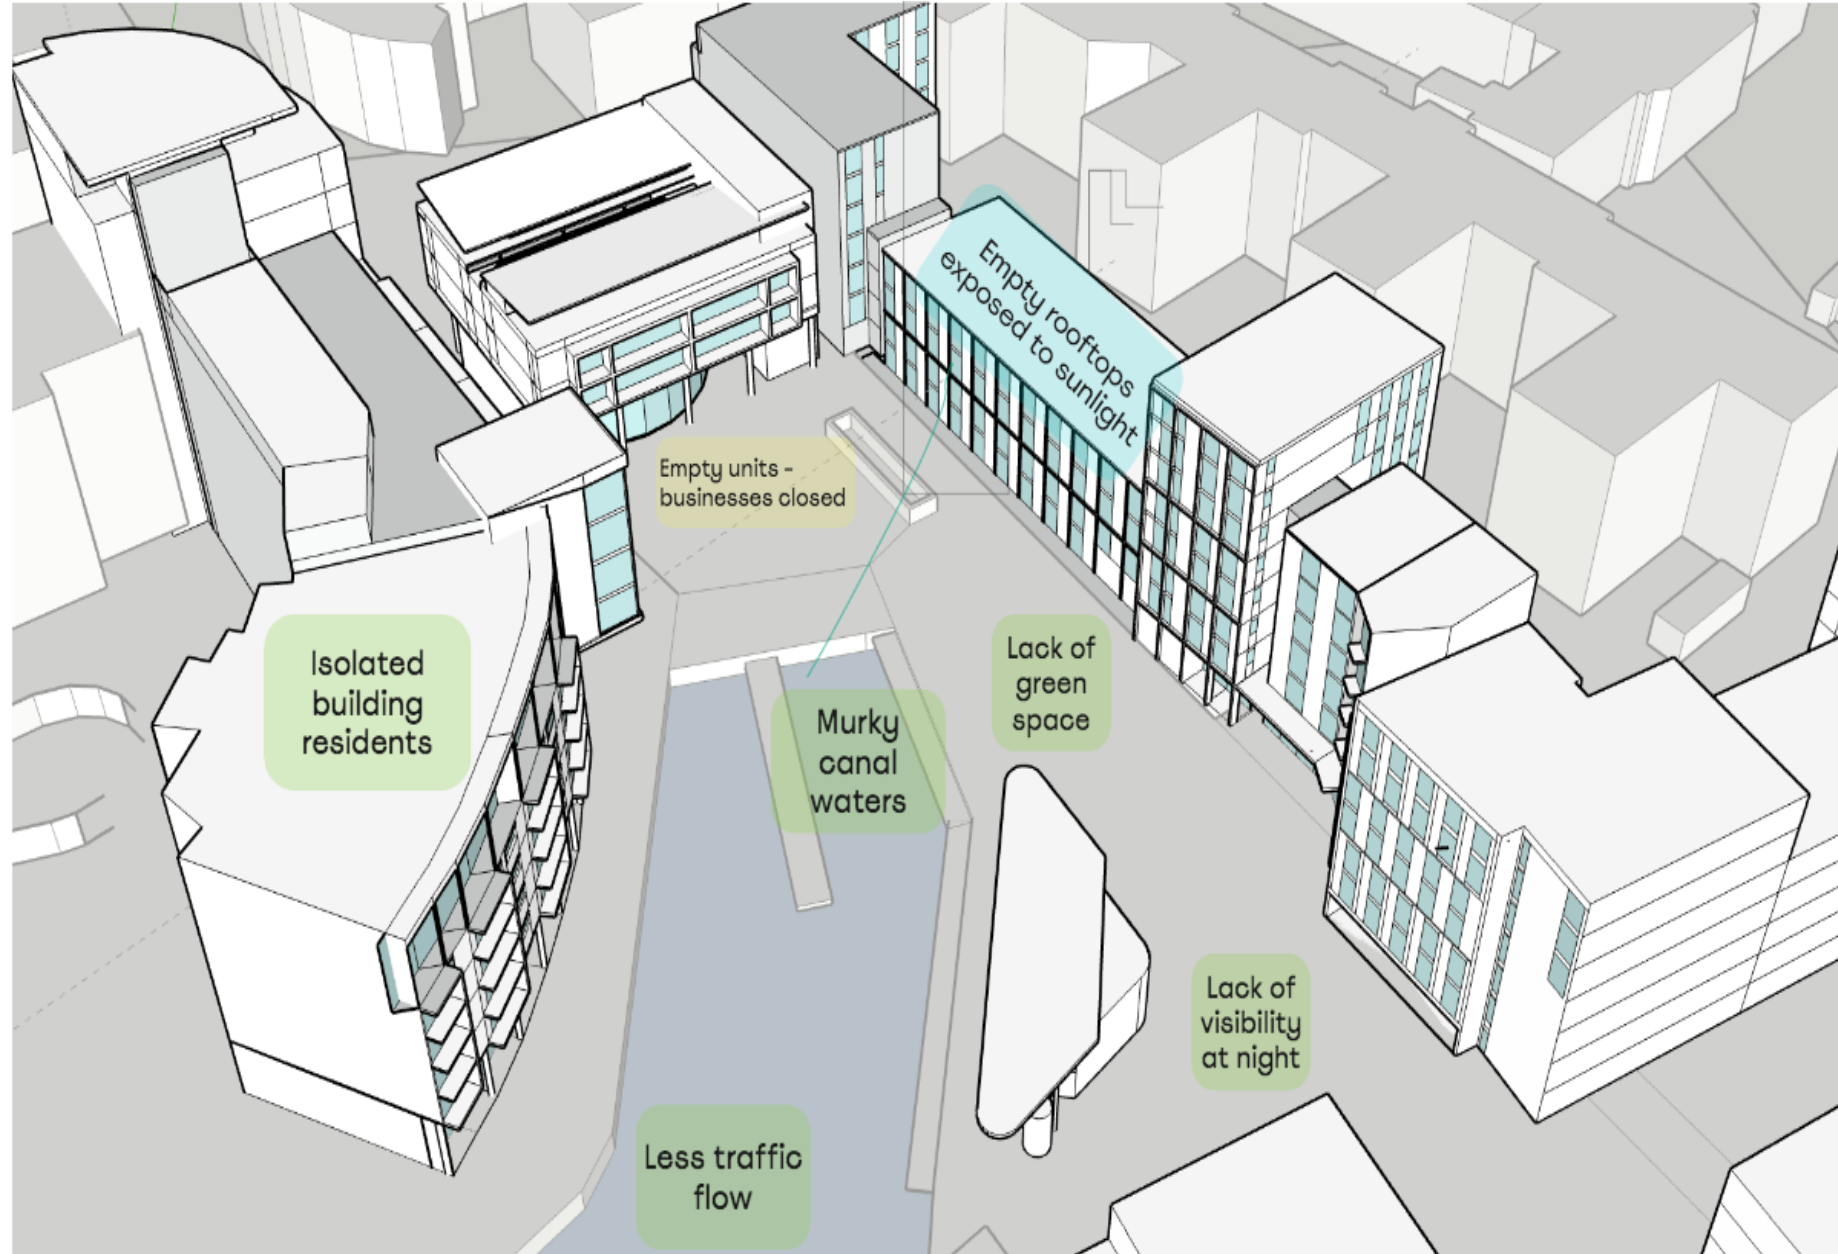 Empty rooftops
exposed to sunlight
Empty units -
businesses closed
Isolated
building
residents
Lack of
green
space
Murky
canal
waters
Lack of
visibility
at night
Less traffic
flow